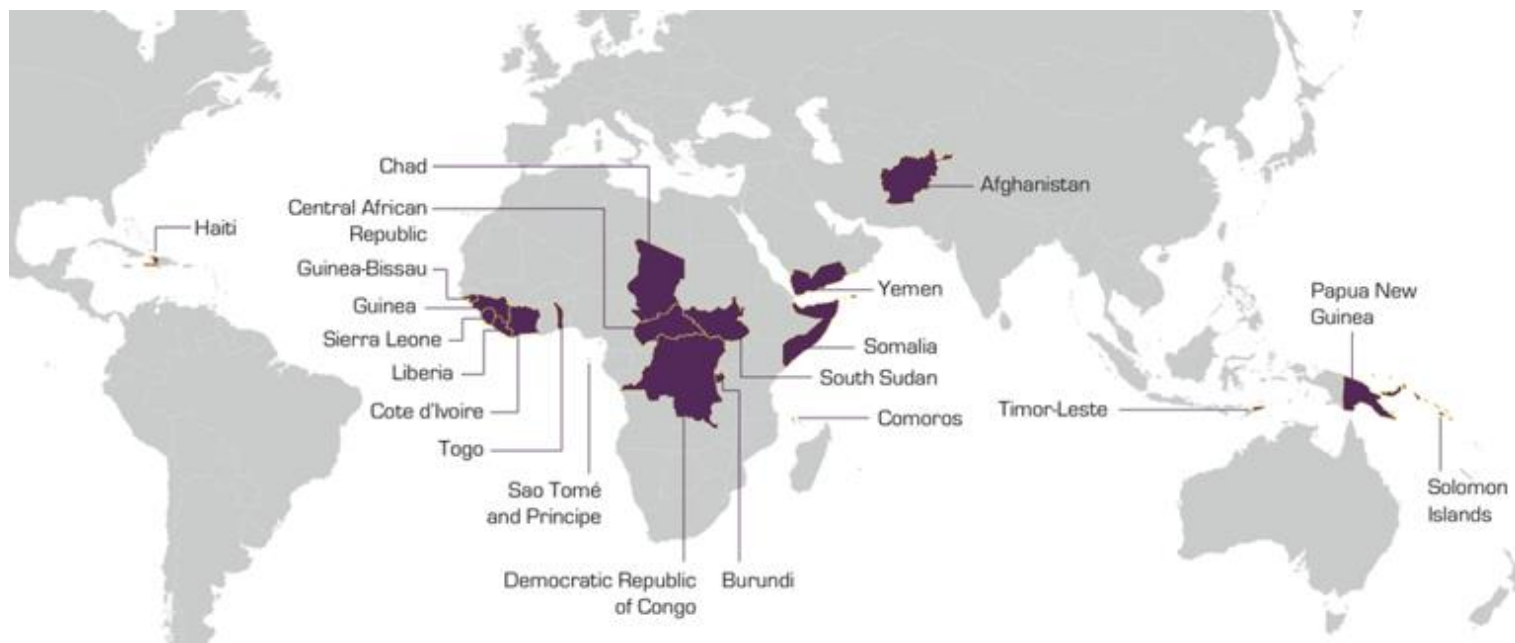 Chad
Afghanistan
Central African
Republic
Haiti
Guinea-Bissau
Yemen
Papua New
Guinea
Guinea
Sierra Leone
Somalia
Liberia
South Sudan
Cote d'Ivoire
Timor-Leste
Comoros
Togo
Sao Tomé
and Principe
Solomon
Islands
Democratic Republic
of Congo
Burundi